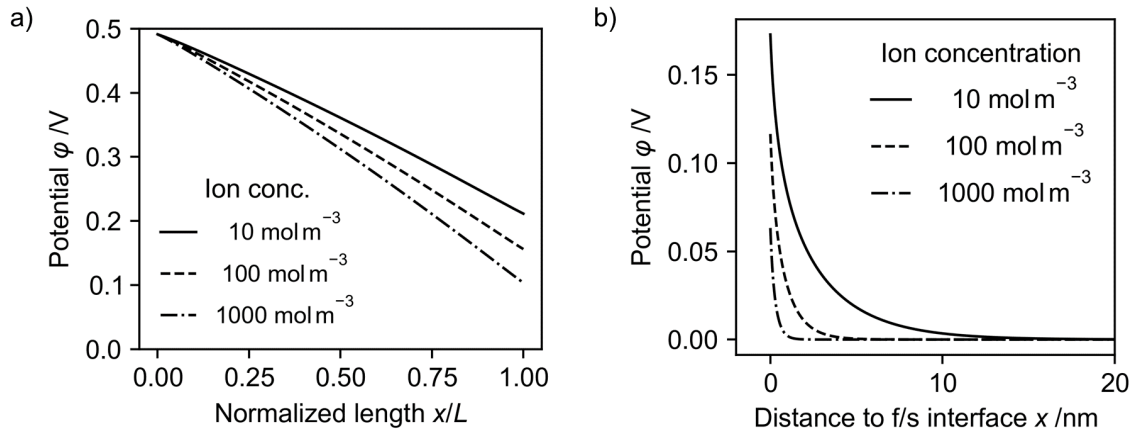 a)
Potential φ /V
0.5
0.4
0.3
0.2
0.1
0.0
Ion conc.
10 mol m⁻³
100 mol m⁻³
1000 mol m⁻³
0.00 0.25 0.50 0.75 1.00
Normalized length x/L
b)
Potential φ /V
0.15
0.10
0.05
0.00
Ion concentration
10 mol m⁻³
100 mol m⁻³
1000 mol m⁻³
0 10 20
Distance to f/s interface x /nm